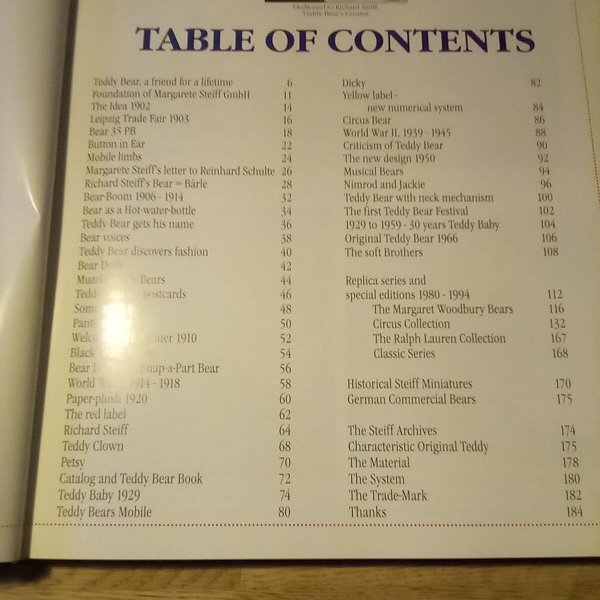 Dedicated to Richard Steiff,
Teddy Bear's Creator.
TABLE OF CONTENTS
Teddy Bear, a friend for a lifetime 6
Foundation of Margarete Steiff GmbH 11
The Idea 1902 14
Leipzig Trade Fair 1903 16
Bear 35 PB 18
Button in Ear 22
Mobile limbs 24
Margarete Steiff's letter to Reinhard Schulte 26
Richard Steiff's Bear = Bärle 28
Bear-Boom 1906 - 1914 32
Bear as a Hot-water-bottle 34
Teddy Bear gets his name 36
Bear voices 38
Teddy Bear discovers fashion 40
Bear 42
Bears 44
Teddy postcards 46
48
50
1910 52
Black 54
Bear Snap-a-Part Bear 56
World 1914 - 1918 58
Paper-plush 1920 60
The red label 62
Richard Steiff 64
Teddy Clown 68
Petsy 70
Catalog and Teddy Bear Book 72
Teddy Baby 1929 74
Teddy Bears Mobile 80
Dicky 82
Yellow label -
new numerical system 84
Circus Bear 86
World War II. 1939 - 1945 88
Criticism of Teddy Bear 90
The new design 1950 92
Musical Bears 94
Nimrod and Jackie 96
Teddy Bear with neck mechanism 100
The first Teddy Bear Festival 102
1929 to 1959 - 30 years Teddy Baby 104
Original Teddy Bear 1966 106
The soft Brothers 108
Replica series and
special editions 1980 - 1994 112
The Margaret Woodbury Bears 116
Circus Collection 132
The Ralph Lauren Collection 167
Classic Series 168
Historical Steiff Miniatures 170
German Commercial Bears 175
The Steiff Archives 174
Characteristic Original Teddy 175
The Material 178
The System 180
The Trade-Mark 182
Thanks 184